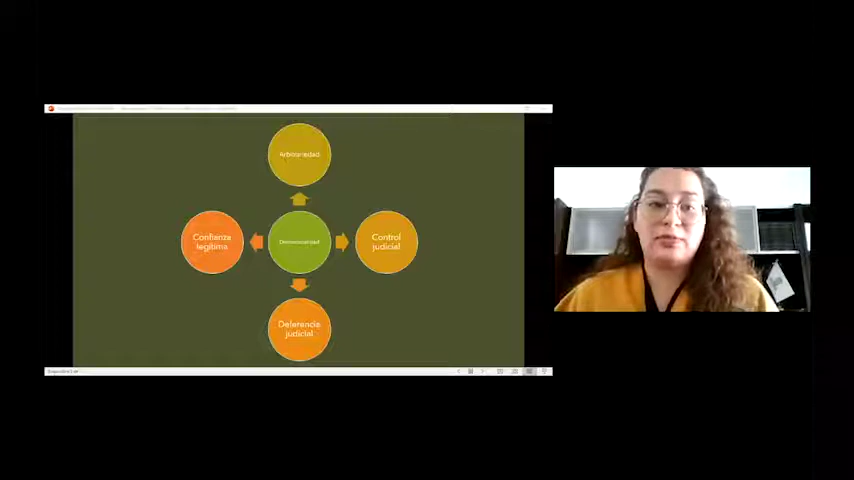 Arbitrariedad
Confianza
legítima
Discrecionalidad
Control
judicial
Deferencia
judicial